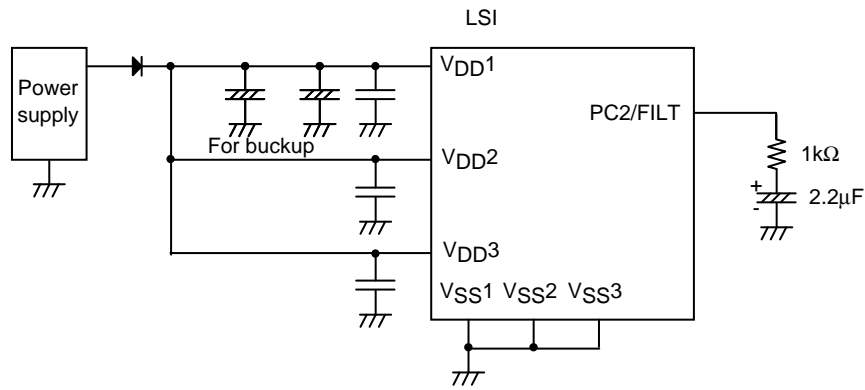 LSI
Power
supply
VDD1
For buckup
VDD2
VDD3
VSS1 VSS2 VSS3
PC2/FILT
1kΩ
+
-
2.2μF